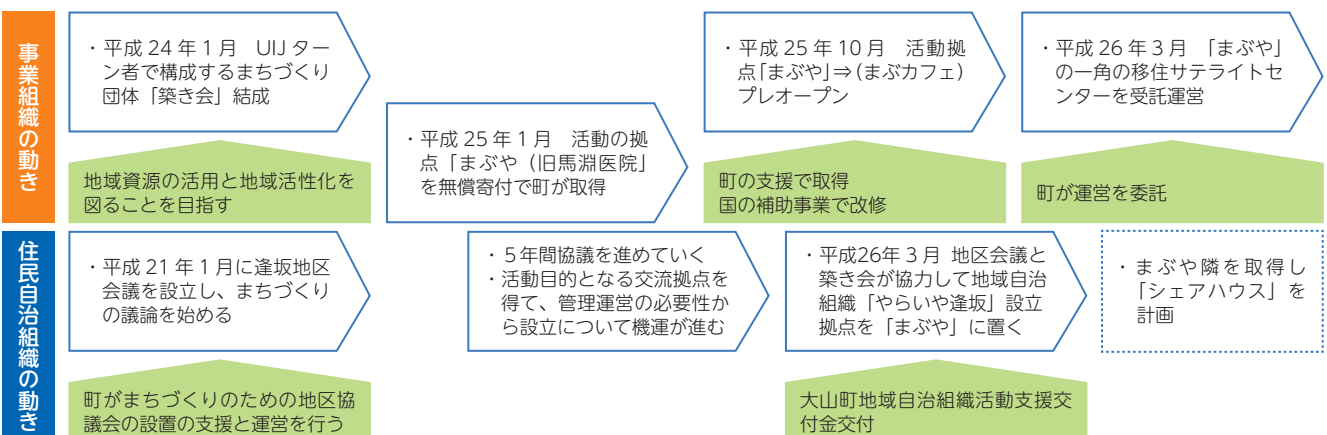 事業組織の動き
・平成 24 年 1 月　UIJ ター
ン者で構成するまちづくり
団体「築き会」結成
地域資源の活用と地域活性化を
図ることを目指す
・平成 25 年 1 月　活動の拠
点「まぶや（旧馬淵医院」
を無償寄付で町が取得
・平成 25 年 10 月　活動拠
点「まぶや」⇒（まぶカフェ）
プレオープン
町の支援で取得
国の補助事業で改修
・平成 26 年 3 月　「まぶや」
の一角の移住サテライトセ
ンターを受託運営
町が運営を委託
住民自治組織の動き
・平成 21 年 1 月に逢坂地区
会議を設立し、まちづくり
の議論を始める
町がまちづくりのための地区協
議会の設置の支援と運営を行う
・５年間協議を進めていく
・活動目的となる交流拠点を
得て、管理運営の必要性か
ら設立について機運が進む
・平成26年 3 月 地区会議と
築き会が協力して地域自治
組織「やらいや逢坂」設立
拠点を「まぶや」に置く
大山町地域自治組織活動支援交
付金交付
・まぶや隣を取得し
「シェアハウス」を
計画